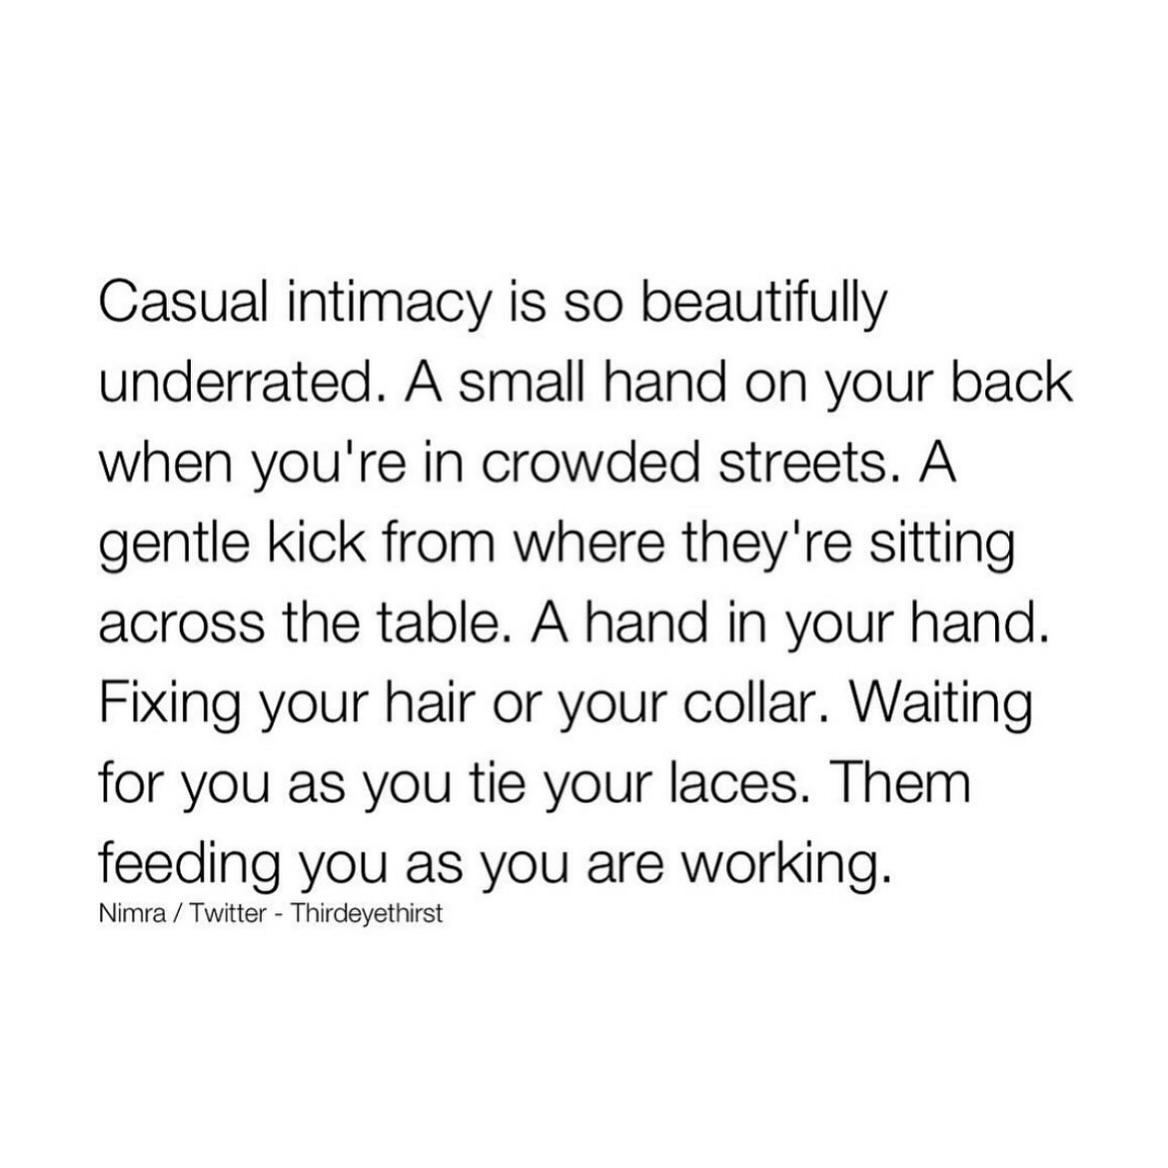 Casual intimacy is so beautifully
underrated. A small hand on your back
when you're in crowded streets. A
gentle kick from where they're sitting
across the table. A hand in your hand.
Fixing your hair or your collar. Waiting
for you as you tie your laces. Them
feeding you as you are working.
Nimra / Twitter - Thirdeyethirst